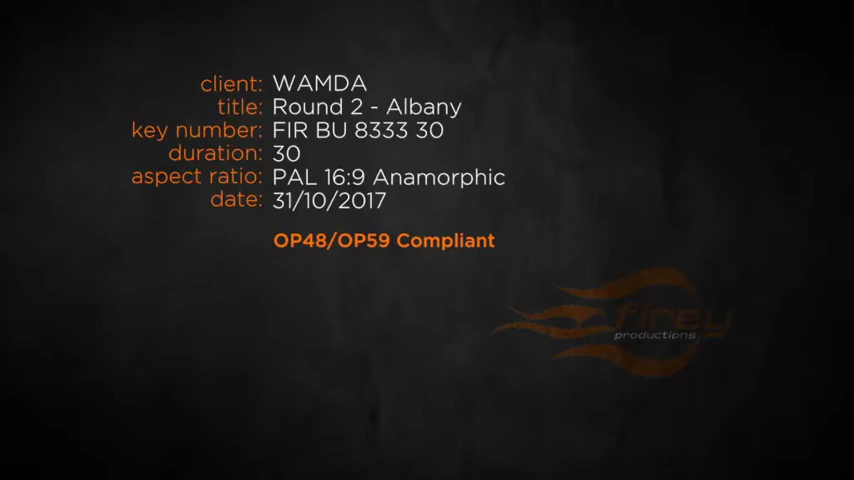 client: WAMDA
title: Round 2 - Albany
key number: FIR BU 8333 30
duration: 30
aspect ratio: PAL 16:9 Anamorphic
date: 31/10/2017
OP48/OP59 Compliant
firey
productions